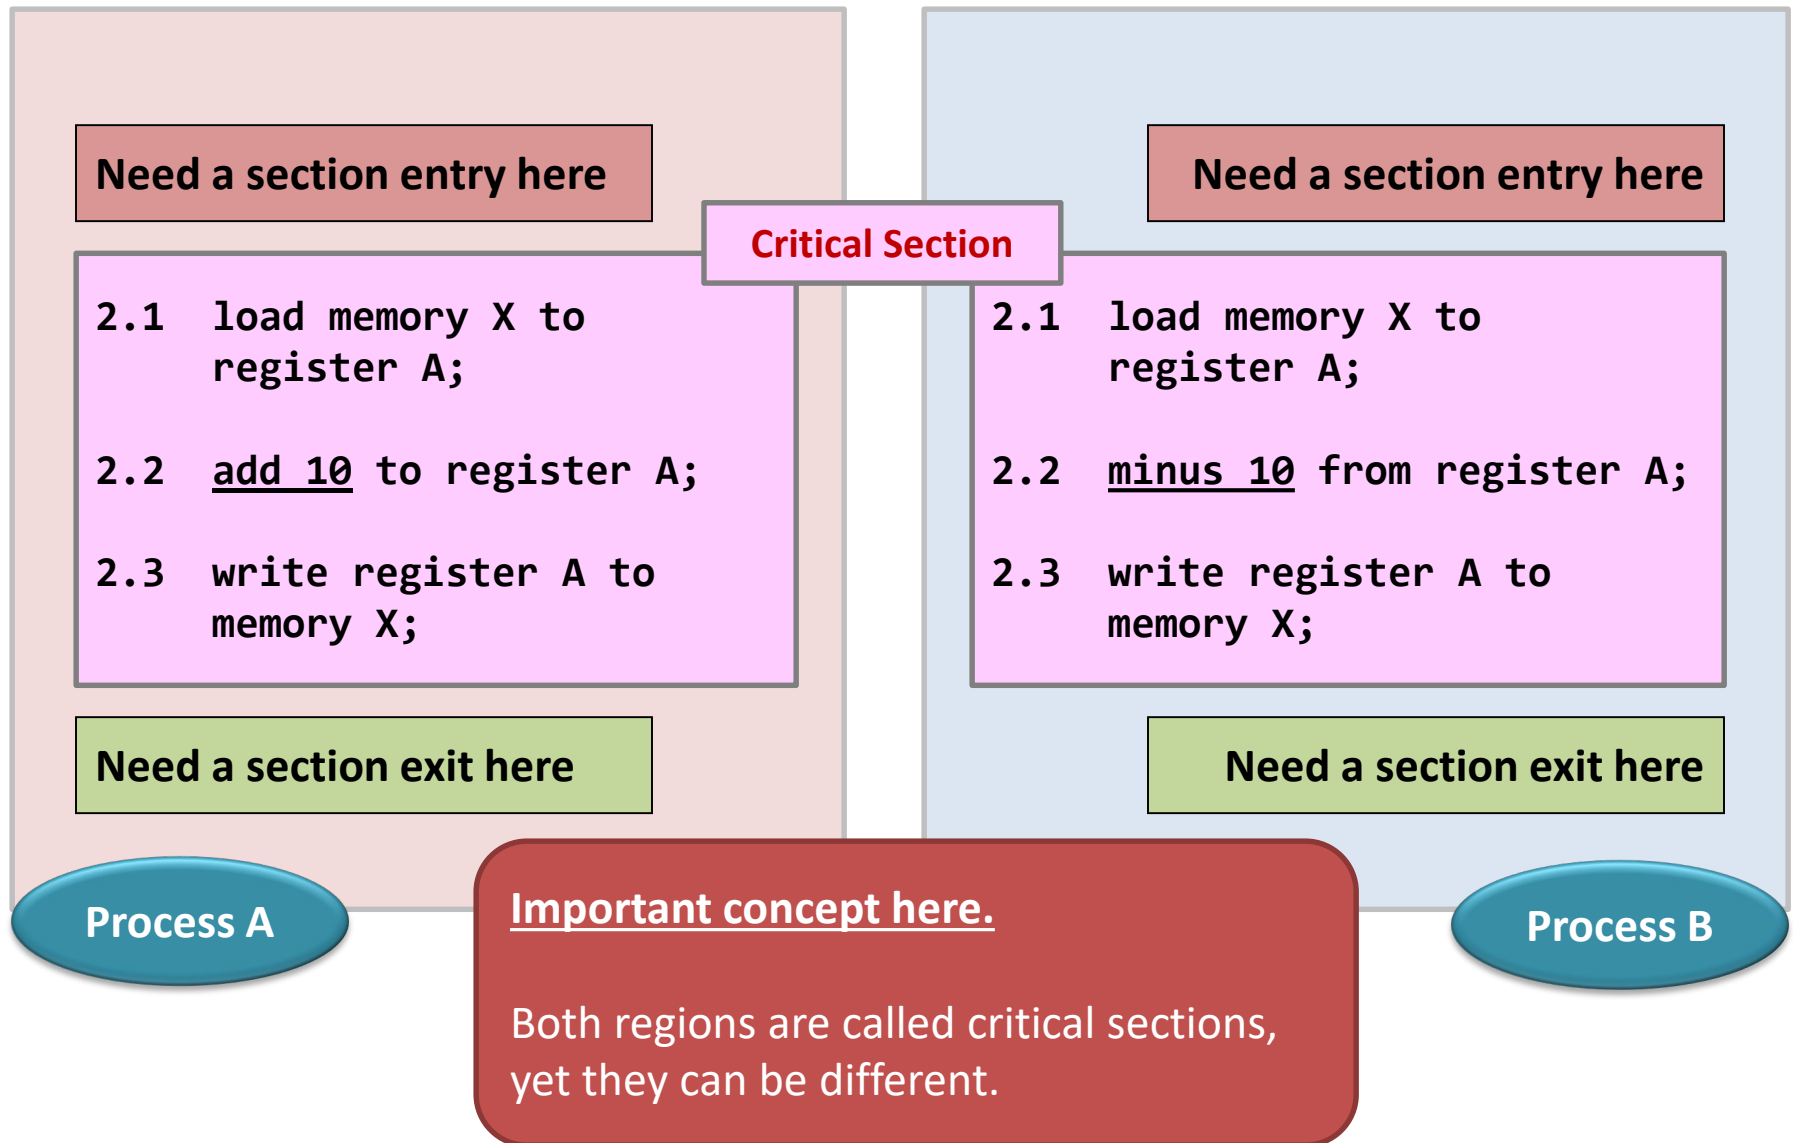 Need a section entry here
Need a section entry here
Critical Section
2.1 load memory X to
register A;
2.2 add 10 to register A;
2.3 write register A to
memory X;
2.1 load memory X to
register A;
2.2 minus 10 from register A;
2.3 write register A to
memory X;
Need a section exit here
Need a section exit here
Process A
Important concept here.
Both regions are called critical sections,
yet they can be different.
Process B